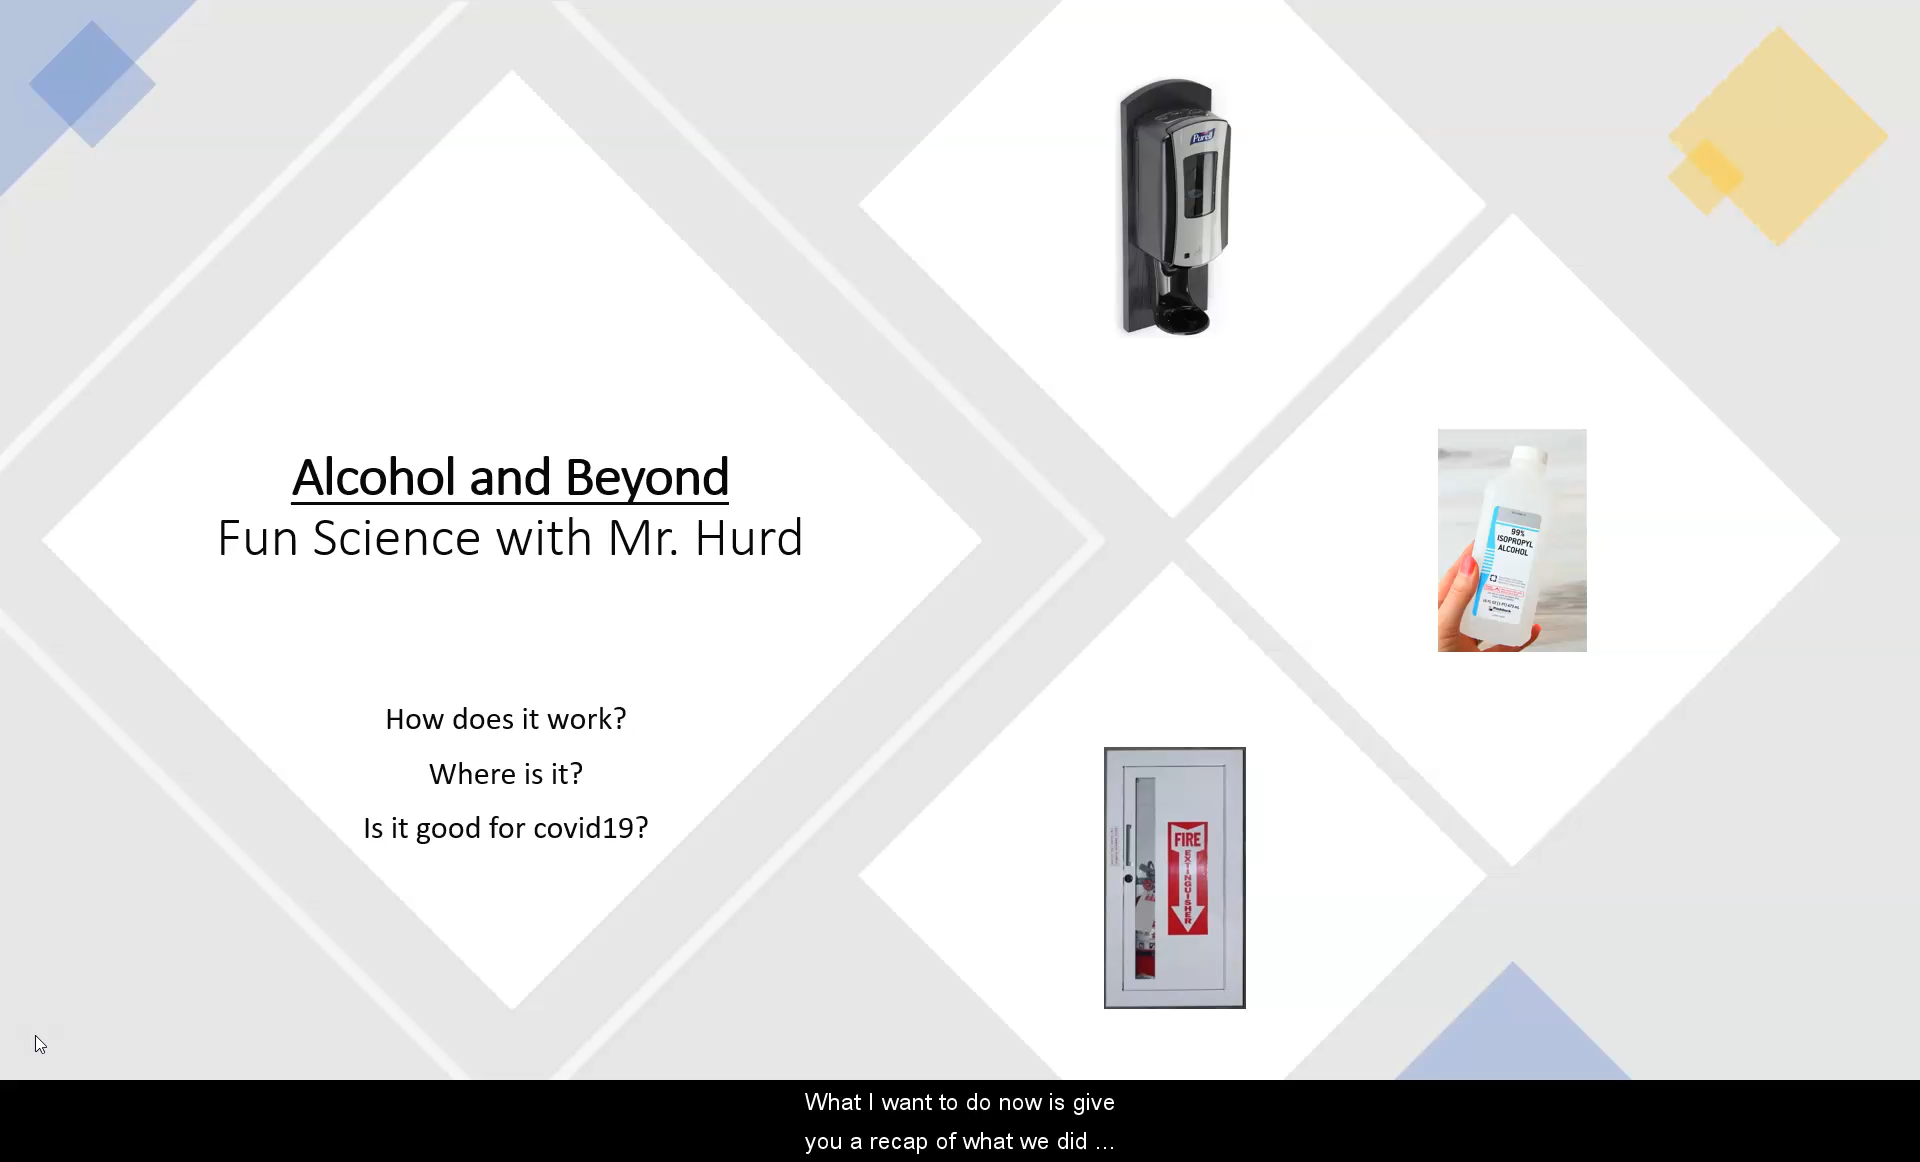 Alcohol and Beyond
Fun Science with Mr. Hurd
How does it work?
Where is it?
Is it good for covid19?
Purell
99%
ISOPROPYL
ALCOHOL
FIRE
EXTINGUISHER
What I want to do now is give
you a recap of what we did ...